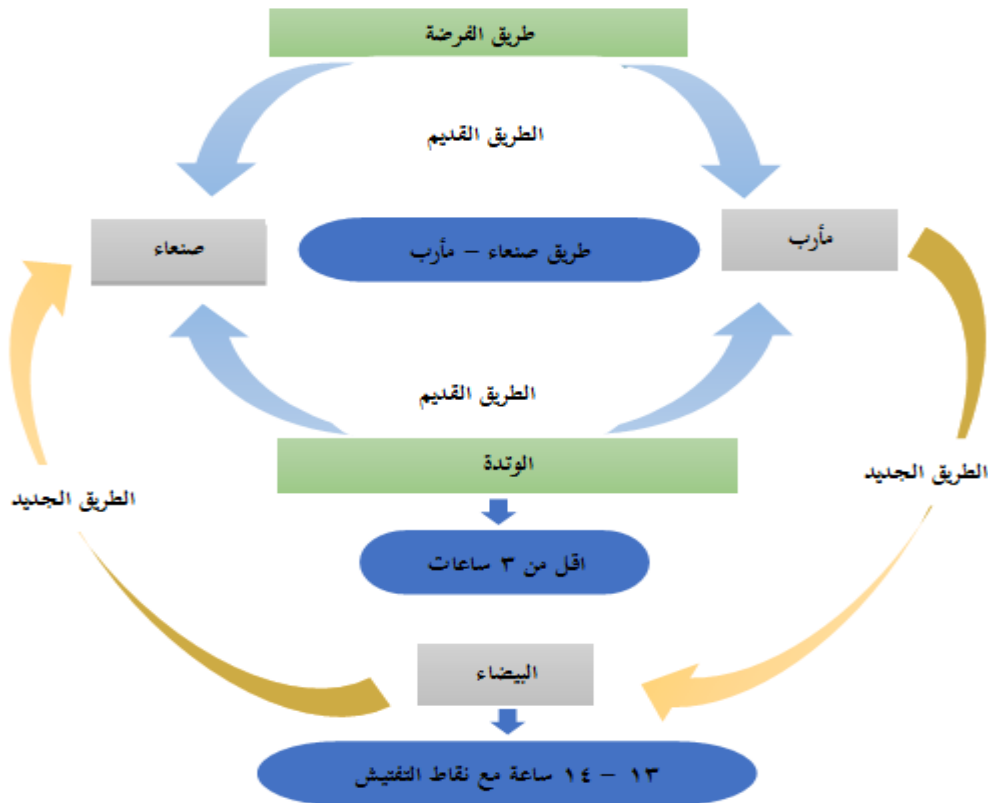 طريق الفرضة
الطريق القديم
مأرب
طريق صنعاء – مأرب
صنعاء
الطريق القديم
الوتدة
الطريق الجديد
الطريق الجديد
اقل من ٣ ساعات
البيضاء
١٣ – ١٤ ساعة مع نقاط التفتيش